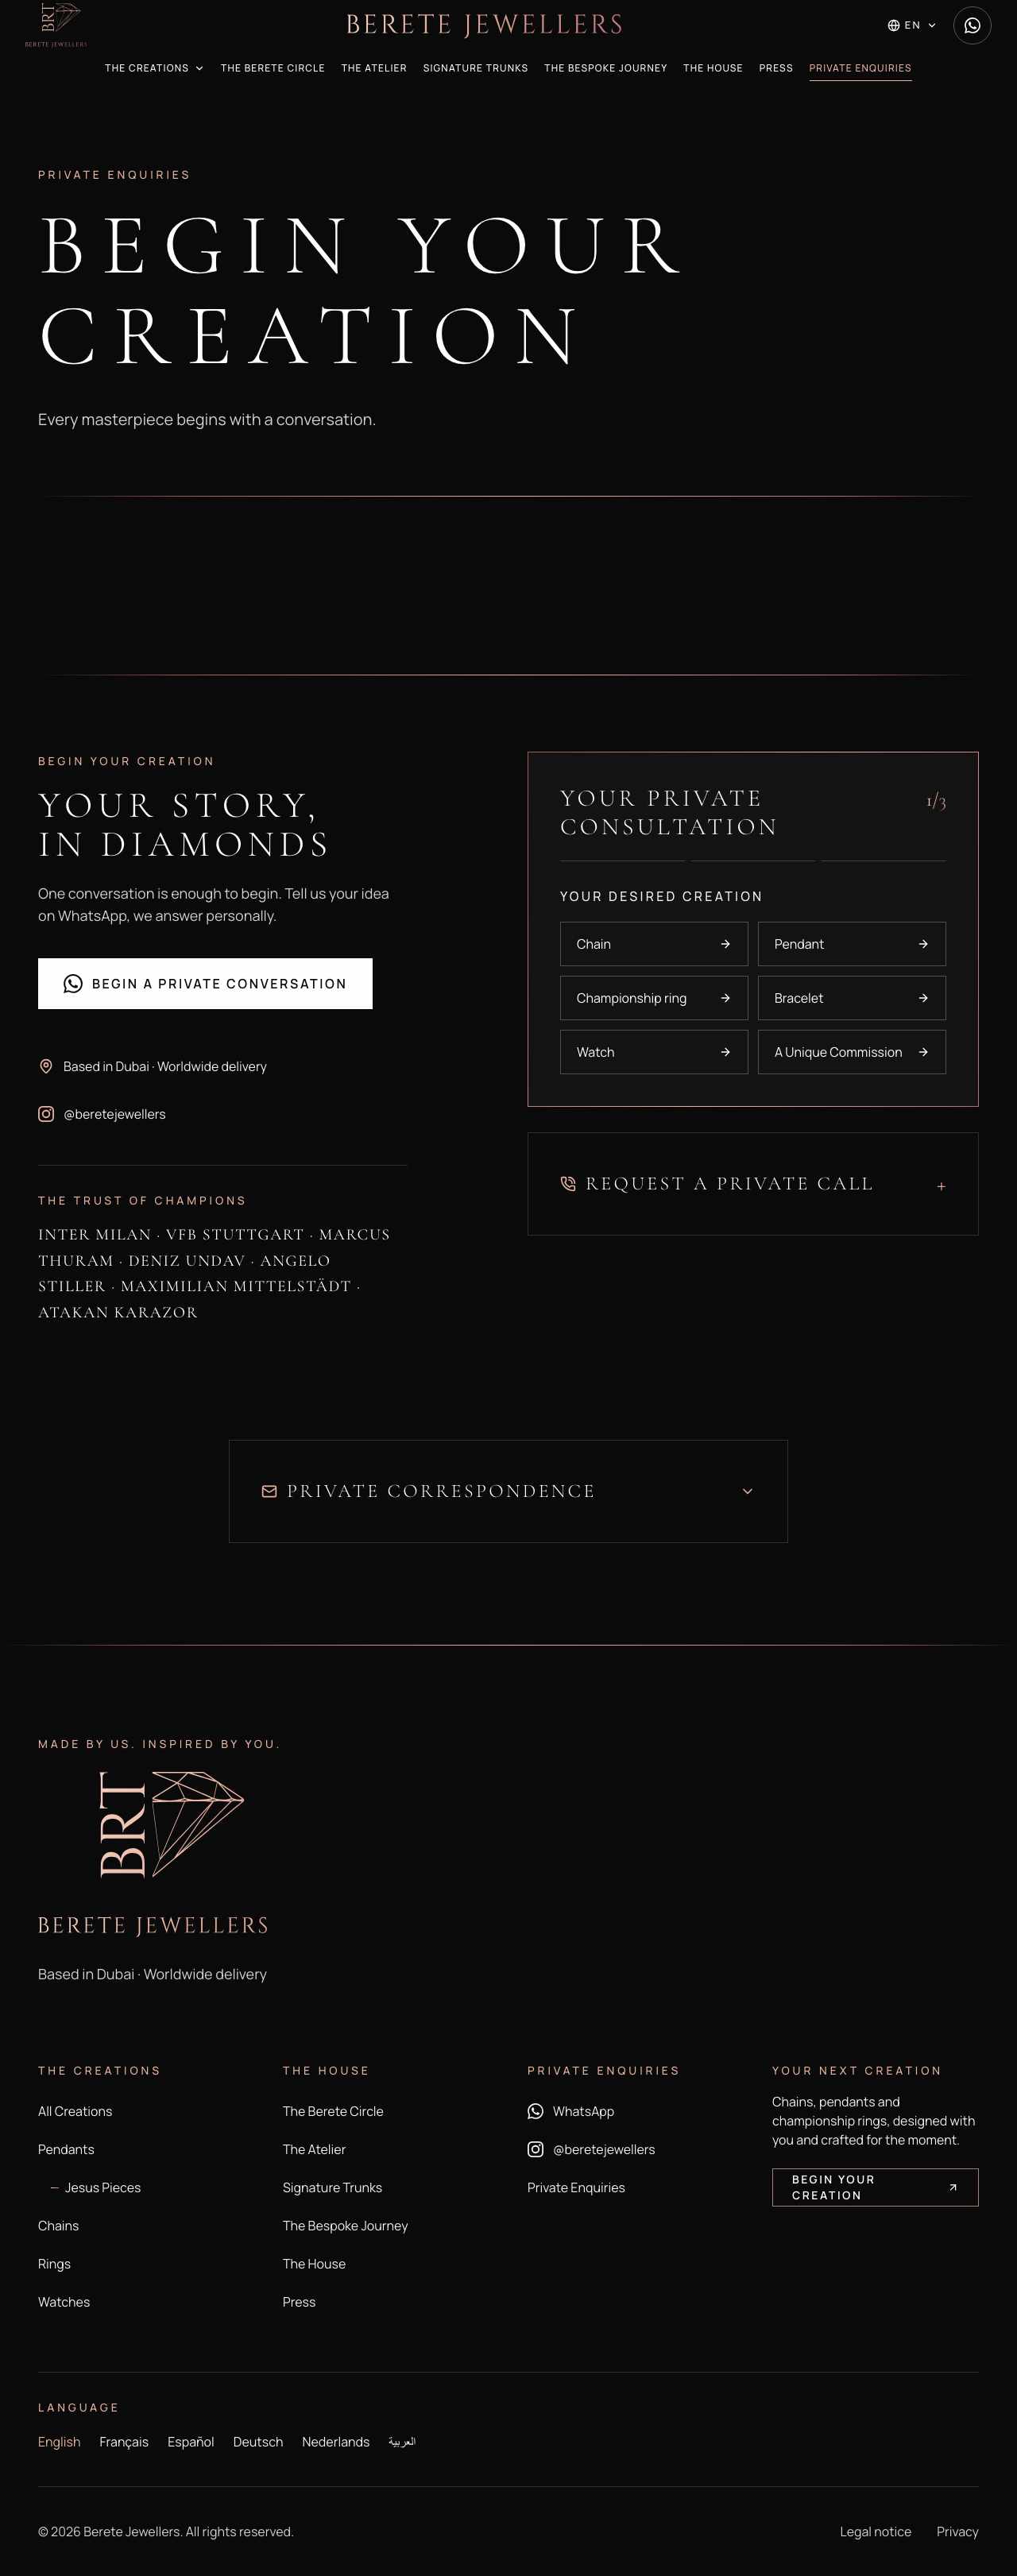 BRT
BERETE JEWELLERS
BERETE JEWELLERS
EN
THE CREATIONS
THE BERETE CIRCLE
THE ATELIER
SIGNATURE TRUNKS
THE BESPOKE JOURNEY
THE HOUSE
PRESS
PRIVATE ENQUIRIES
PRIVATE ENQUIRIES
BEGIN YOUR
CREATION
Every masterpiece begins with a conversation.
BEGIN YOUR CREATION
YOUR STORY,
IN DIAMONDS
One conversation is enough to begin. Tell us your idea
on WhatsApp, we answer personally.
BEGIN A PRIVATE CONVERSATION
Based in Dubai · Worldwide delivery
@beretejewellers
THE TRUST OF CHAMPIONS
INTER MILAN · VFB STUTTGART · MARCUS
THURAM · DENIZ UNDAV · ANGELO
STILLER · MAXIMILIAN MITTELSTÄDT ·
ATAKAN KARAZOR
YOUR PRIVATE
CONSULTATION
1/3
YOUR DESIRED CREATION
Chain
Pendant
Championship ring
Bracelet
Watch
A Unique Commission
REQUEST A PRIVATE CALL
+
PRIVATE CORRESPONDENCE
MADE BY US. INSPIRED BY YOU.
BRT
BERETE JEWELLERS
Based in Dubai · Worldwide delivery
THE CREATIONS
All Creations
Pendants
— Jesus Pieces
Chains
Rings
Watches
THE HOUSE
The Berete Circle
The Atelier
Signature Trunks
The Bespoke Journey
The House
Press
PRIVATE ENQUIRIES
WhatsApp
@beretejewellers
Private Enquiries
YOUR NEXT CREATION
Chains, pendants and
championship rings, designed with
you and crafted for the moment.
BEGIN YOUR
CREATION
LANGUAGE
English Français Español Deutsch Nederlands العربية
© 2026 Berete Jewellers. All rights reserved.
Legal notice Privacy